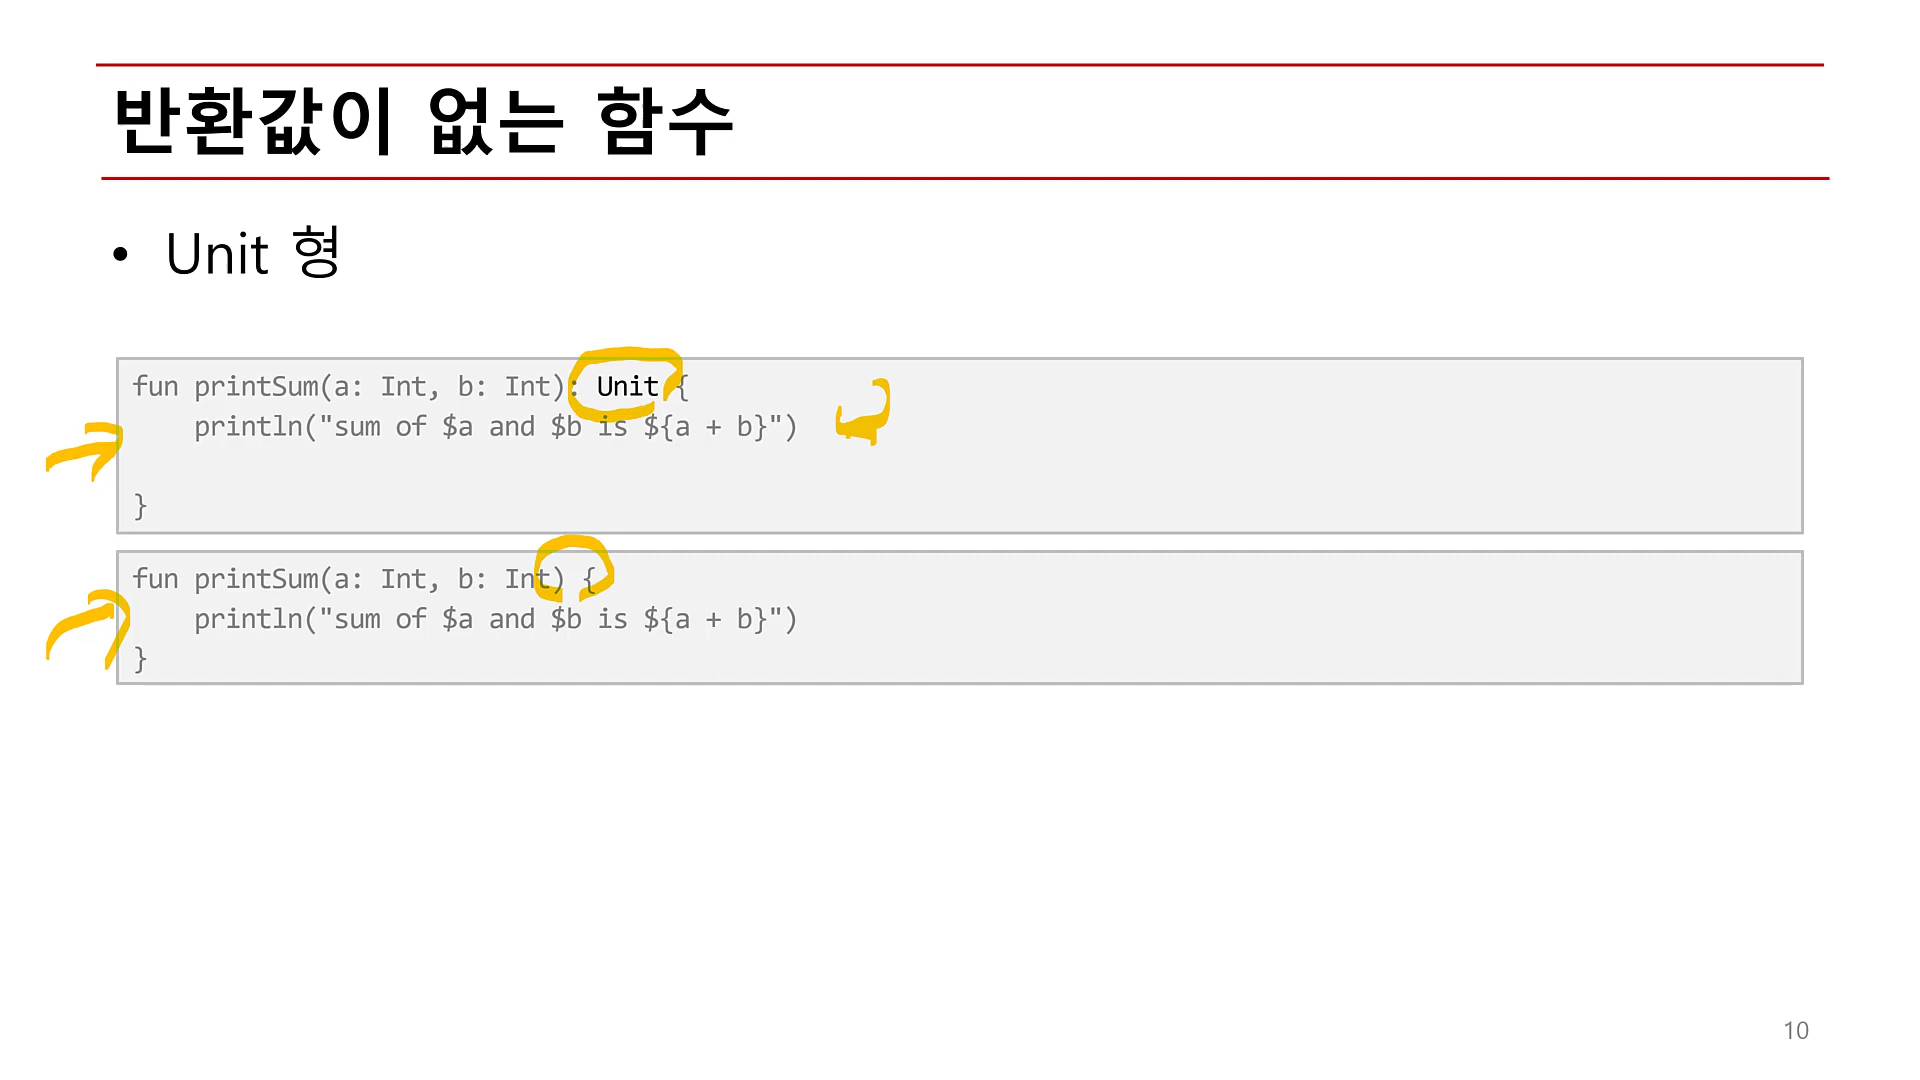 반환값이 없는 함수
• Unit 형
fun printSum(a: Int, b: Int): Unit {
    println("sum of $a and $b is ${a + b}")
}
fun printSum(a: Int, b: Int) {
    println("sum of $a and $b is ${a + b}")
}
10